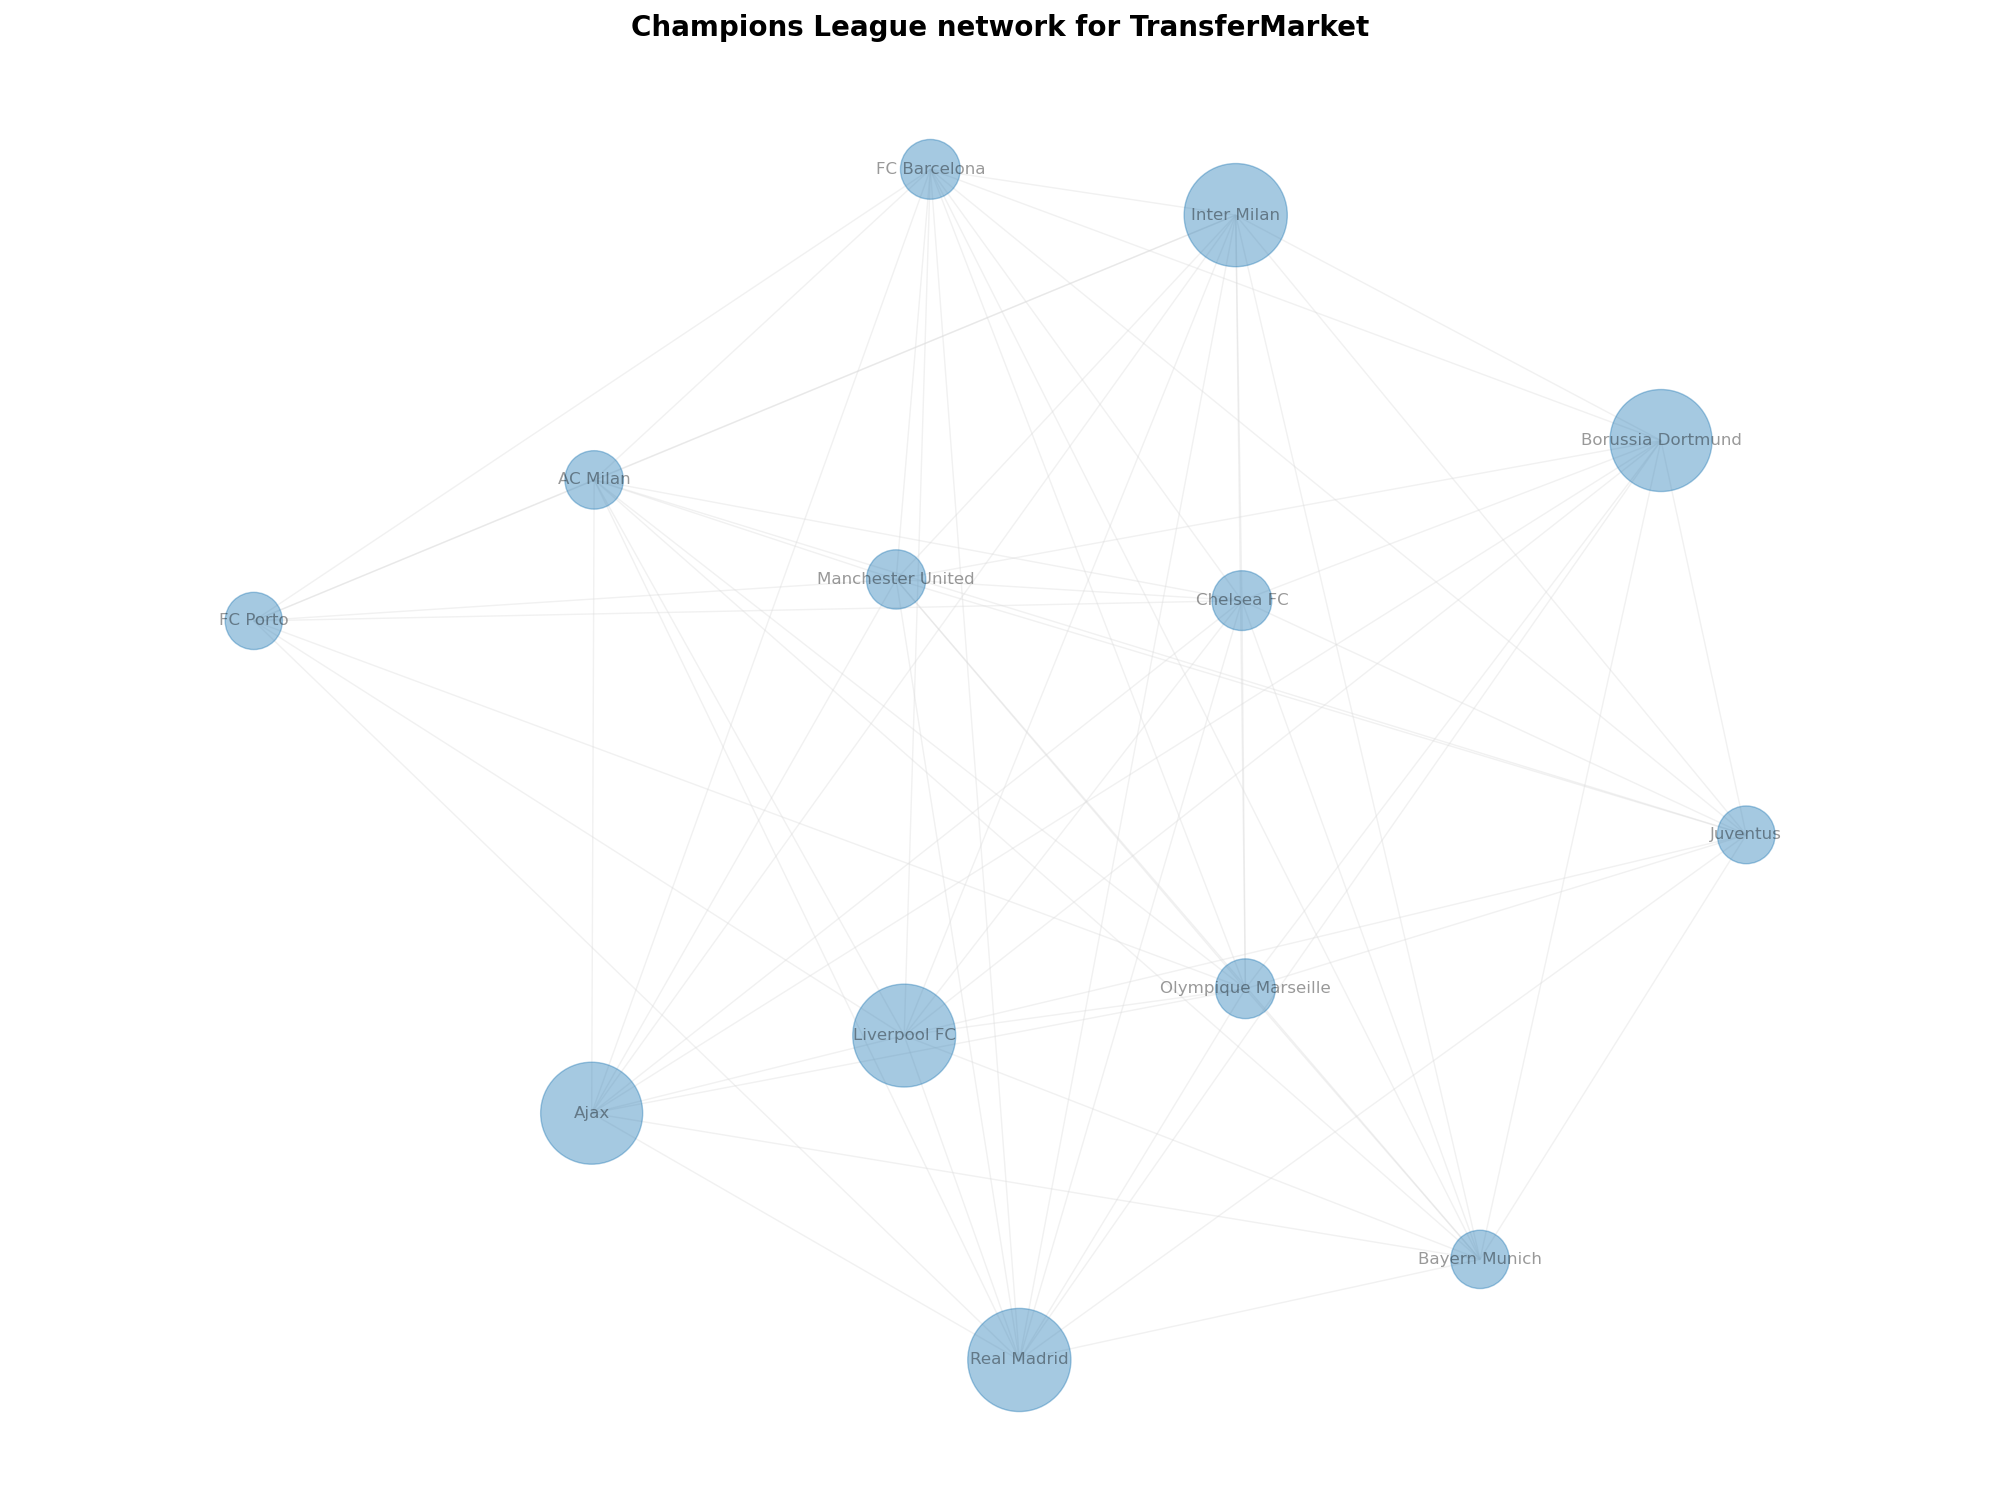 Champions League network for TransferMarket
FC Barcelona
Inter Milan
Borussia Dortmund
AC Milan
Manchester United
Chelsea FC
FC Porto
Juventus
Olympique Marseille
Liverpool FC
Ajax
Bayern Munich
Real Madrid